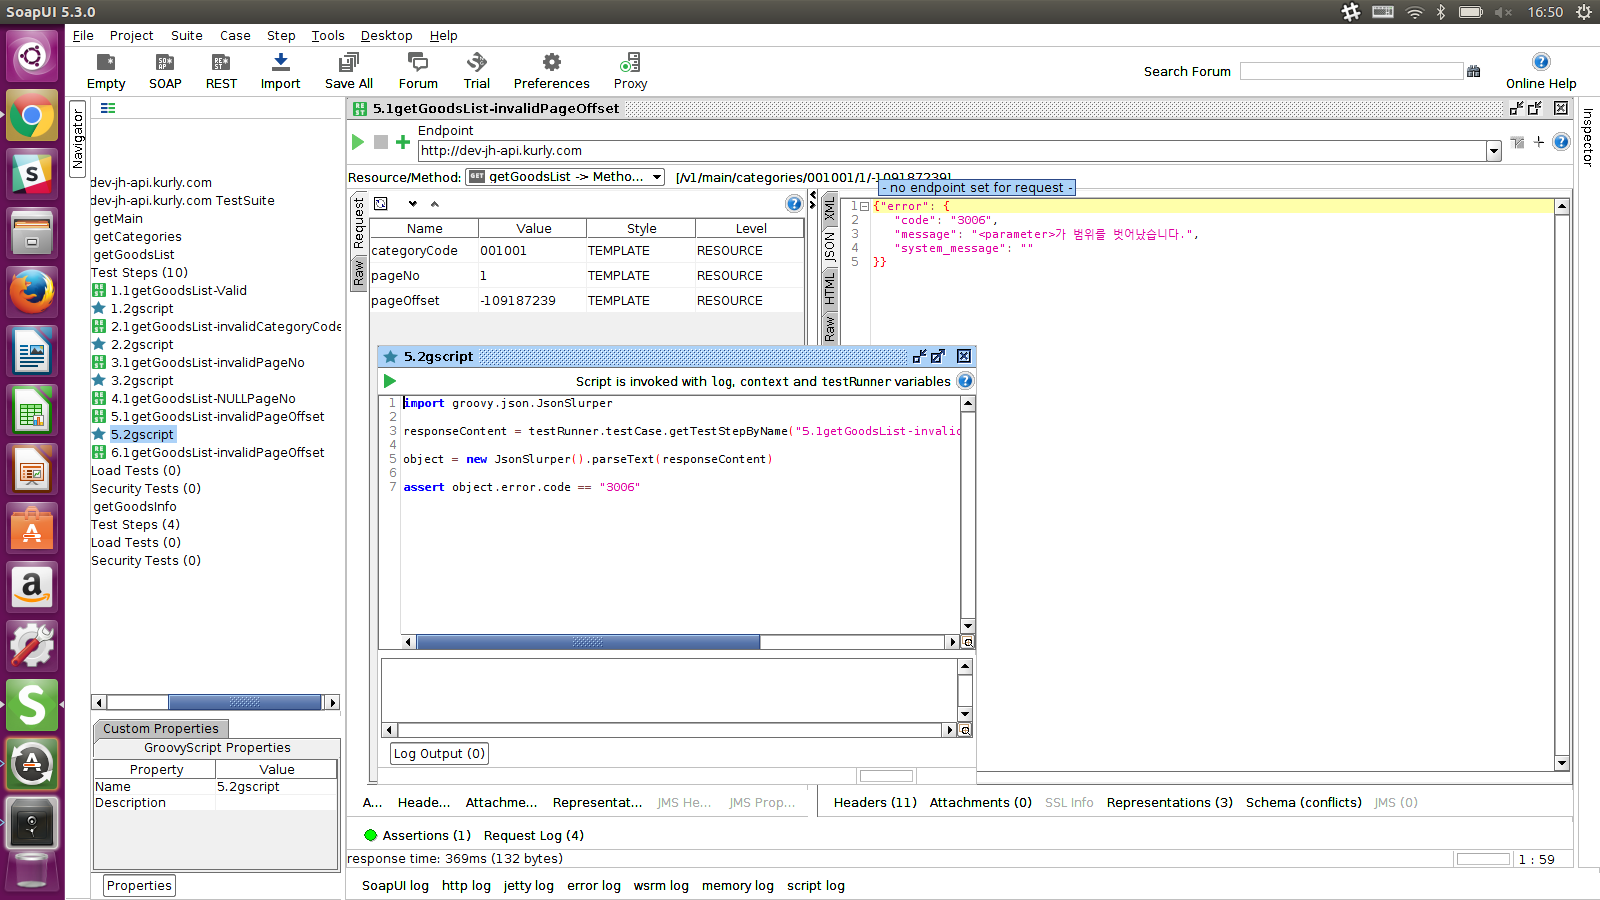 SoapUI 5.3.0
16:50
File Project Suite Case Step Tools Desktop Help
Empty SOAP REST Import Save All Forum Trial Preferences Proxy
Search Forum
Online Help
Navigator
dev-jh-api.kurly.com
dev-jh-api.kurly.com TestSuite
getMain
getCategories
getGoodsList
Test Steps (10)
1.1getGoodsList-Valid
1.2gscript
2.1getGoodsList-invalidCategoryCode
2.2gscript
3.1getGoodsList-invalidPageNo
3.2gscript
4.1getGoodsList-NULLPageNo
5.1getGoodsList-invalidPageOffset
5.2gscript
6.1getGoodsList-invalidPageOffset
Load Tests (0)
Security Tests (0)
getGoodsInfo
Test Steps (4)
Load Tests (0)
Security Tests (0)
Custom Properties
GroovyScript Properties
Property Value
Name 5.2gscript
Description
Properties
5.1getGoodsList-invalidPageOffset
Endpoint
http://dev-jh-api.kurly.com
Resource/Method: GET getGoodsList -> Metho... [/v1/main/categories/001001/1/-109187239]
- no endpoint set for request -
Request
Raw
Name Value Style Level
categoryCode 001001 TEMPLATE RESOURCE
pageNo 1 TEMPLATE RESOURCE
pageOffset -109187239 TEMPLATE RESOURCE
XML
JSON
HTML
Raw
1 {"error": {
2 "code": "3006",
3 "message": "<parameter>가 범위를 벗어났습니다.",
4 "system_message": ""
5 }}
5.2gscript
Script is invoked with log, context and testRunner variables
1 import groovy.json.JsonSlurper
2
3 responseContent = testRunner.testCase.getTestStepByName("5.1getGoodsList-invalid
4
5 object = new JsonSlurper().parseText(responseContent)
6
7 assert object.error.code == "3006"
Log Output (0)
A... Heade... Attachme... Representat... JMS He... JMS Prop...
Headers (11) Attachments (0) SSL Info Representations (3) Schema (conflicts) JMS (0)
Assertions (1) Request Log (4)
response time: 369ms (132 bytes)
1 : 59
SoapUI log http log jetty log error log wsrm log memory log script log
Inspector